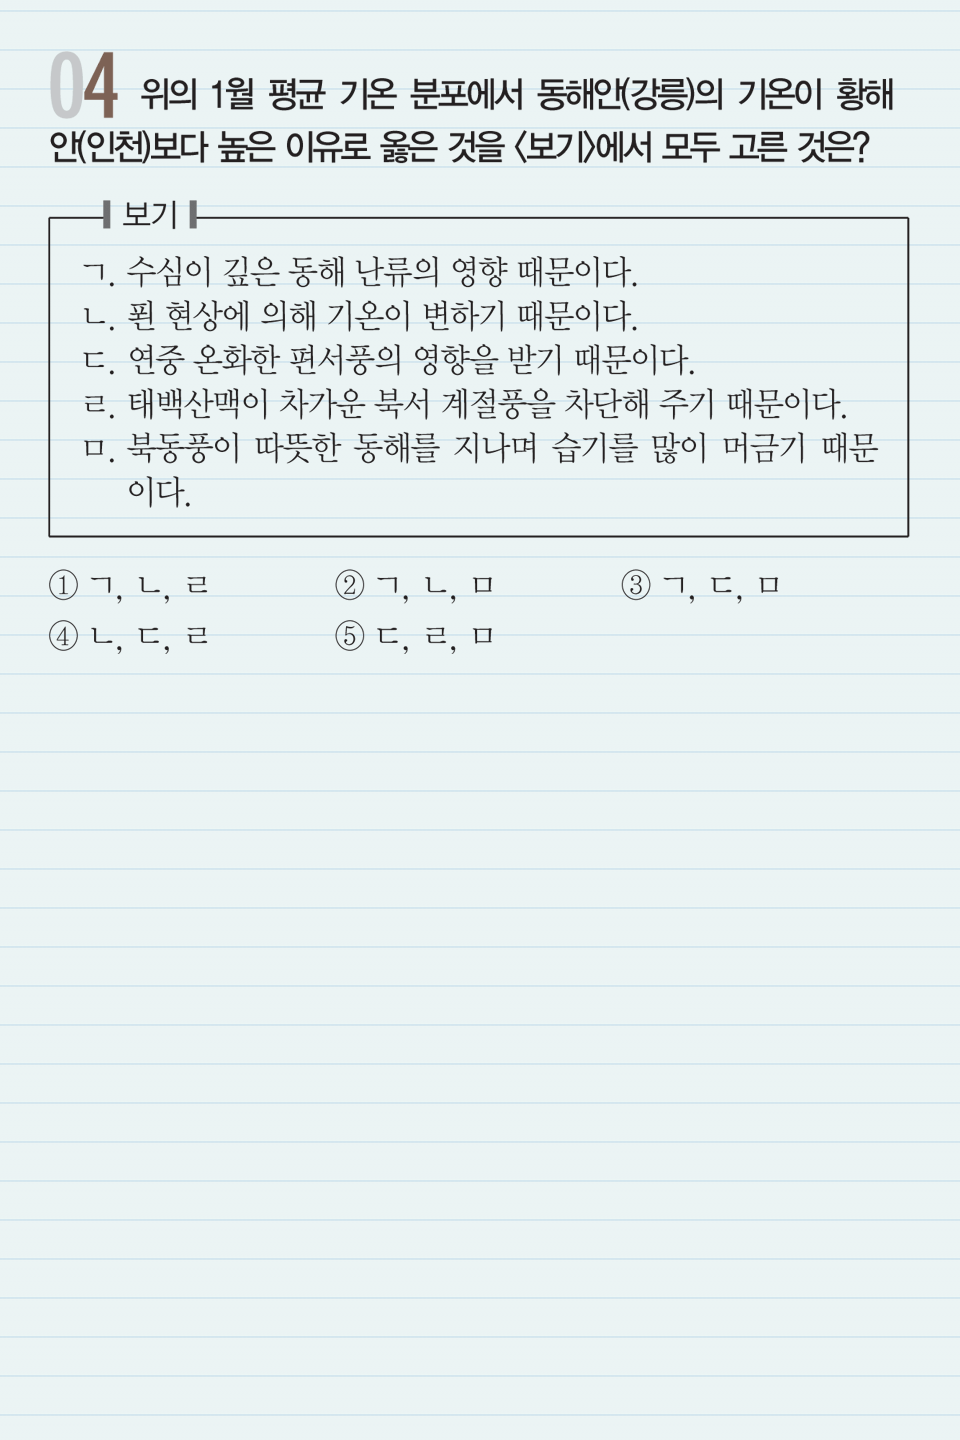 04 위의 1월 평균 기온 분포에서 동해안(강릉)의 기온이 황해
안(인천)보다 높은 이유로 옳은 것을 <보기>에서 모두 고른 것은?
보기
ㄱ. 수심이 깊은 동해 난류의 영향 때문이다.
ㄴ. 푄 현상에 의해 기온이 변하기 때문이다.
ㄷ. 연중 온화한 편서풍의 영향을 받기 때문이다.
ㄹ. 태백산맥이 차가운 북서 계절풍을 차단해 주기 때문이다.
ㅁ. 북동풍이 따뜻한 동해를 지나며 습기를 많이 머금기 때문
이다.
① ㄱ, ㄴ, ㄹ ② ㄱ, ㄴ, ㅁ ③ ㄱ, ㄷ, ㅁ
④ ㄴ, ㄷ, ㄹ ⑤ ㄷ, ㄹ, ㅁ